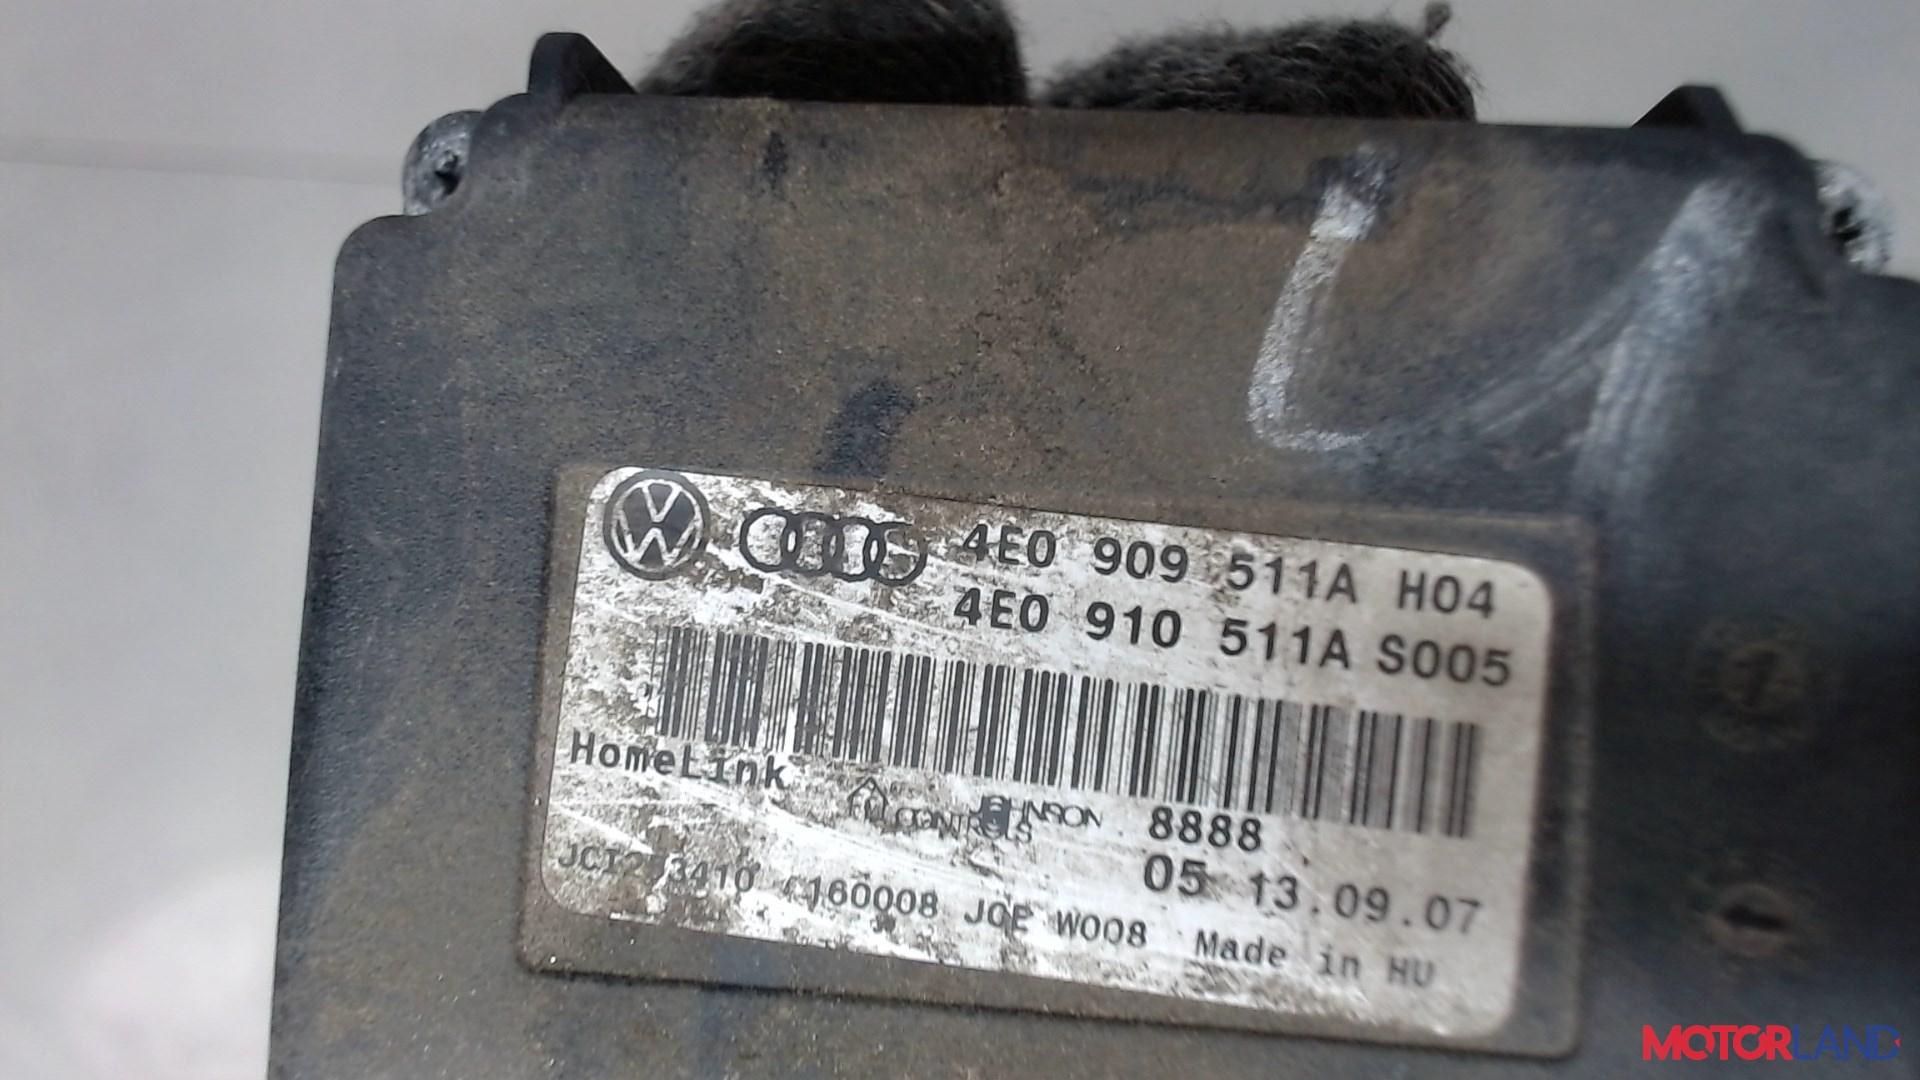 4E0 909 511A H04
4E0 910 511A S005
HomeLink
JOHNSON
CONTROLS
8888
05 13.09.07
160008 JCE W008 Made in HU
MOTORLAND